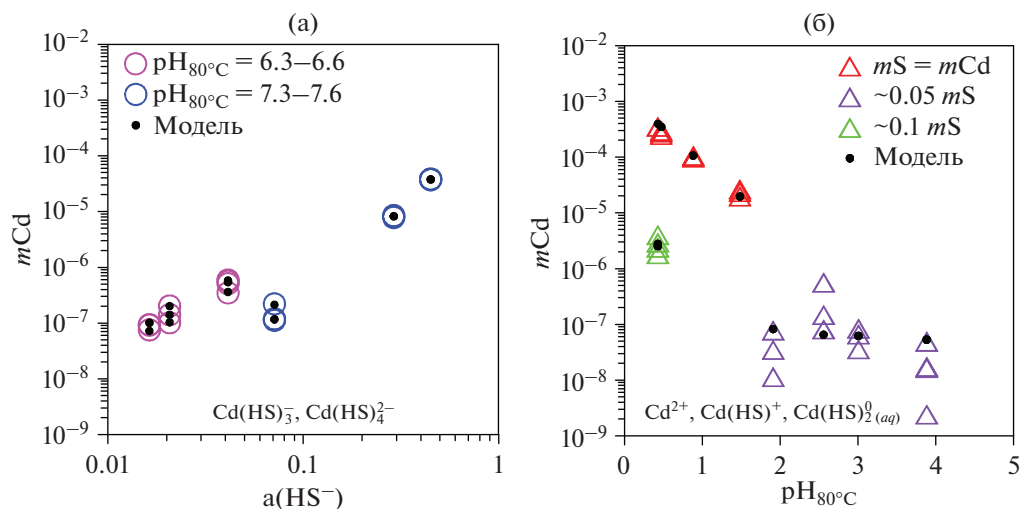 (а)
10⁻²
10⁻³
10⁻⁴
10⁻⁵
10⁻⁶
10⁻⁷
10⁻⁸
10⁻⁹
mCd
pH₈₀°C = 6.3–6.6
pH₈₀°C = 7.3–7.6
Модель
Cd(HS)₃⁻, Cd(HS)₄²⁻
0.01 0.1 1
a(HS⁻)
(б)
10⁻²
10⁻³
10⁻⁴
10⁻⁵
10⁻⁶
10⁻⁷
10⁻⁸
10⁻⁹
mCd
mS = mCd
~0.05 mS
~0.1 mS
Модель
Cd²⁺, Cd(HS)⁺, Cd(HS)₂⁰ (aq)
0 1 2 3 4 5
pH₈₀°C